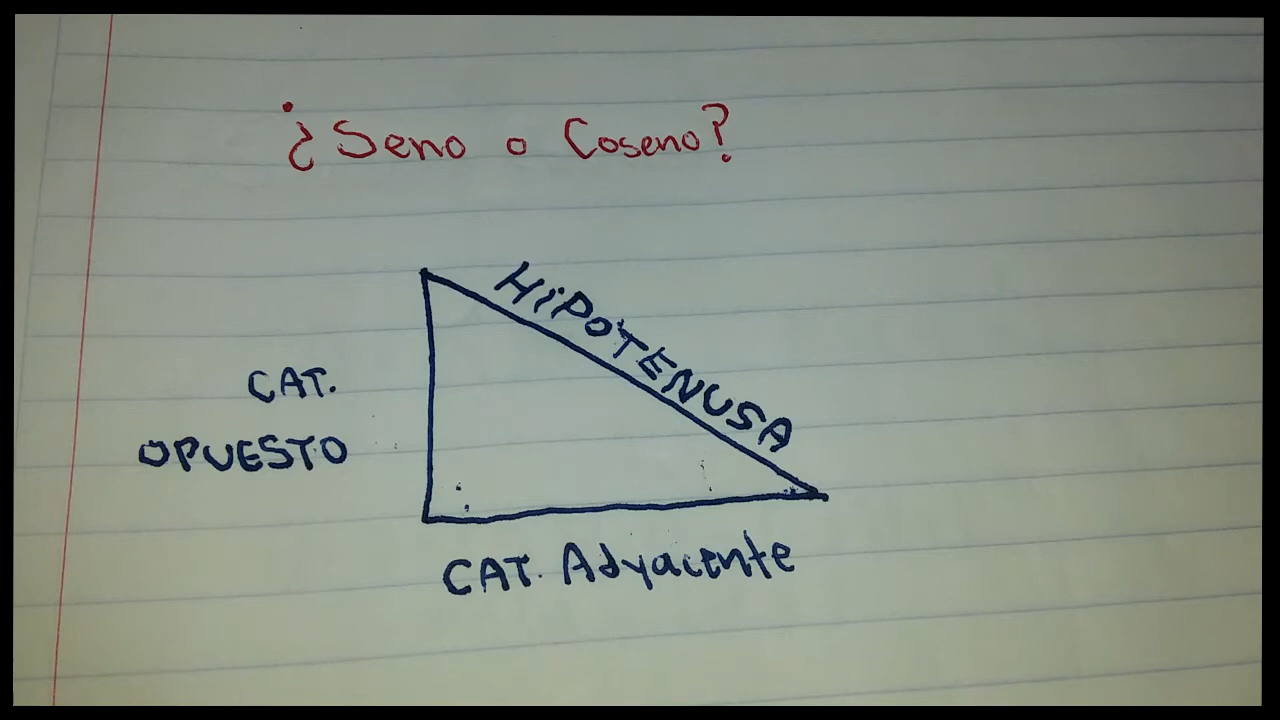 ¿Seno o Coseno?
HiPOTENUSA
CAT.
OPUESTO
CAT. Adyacente